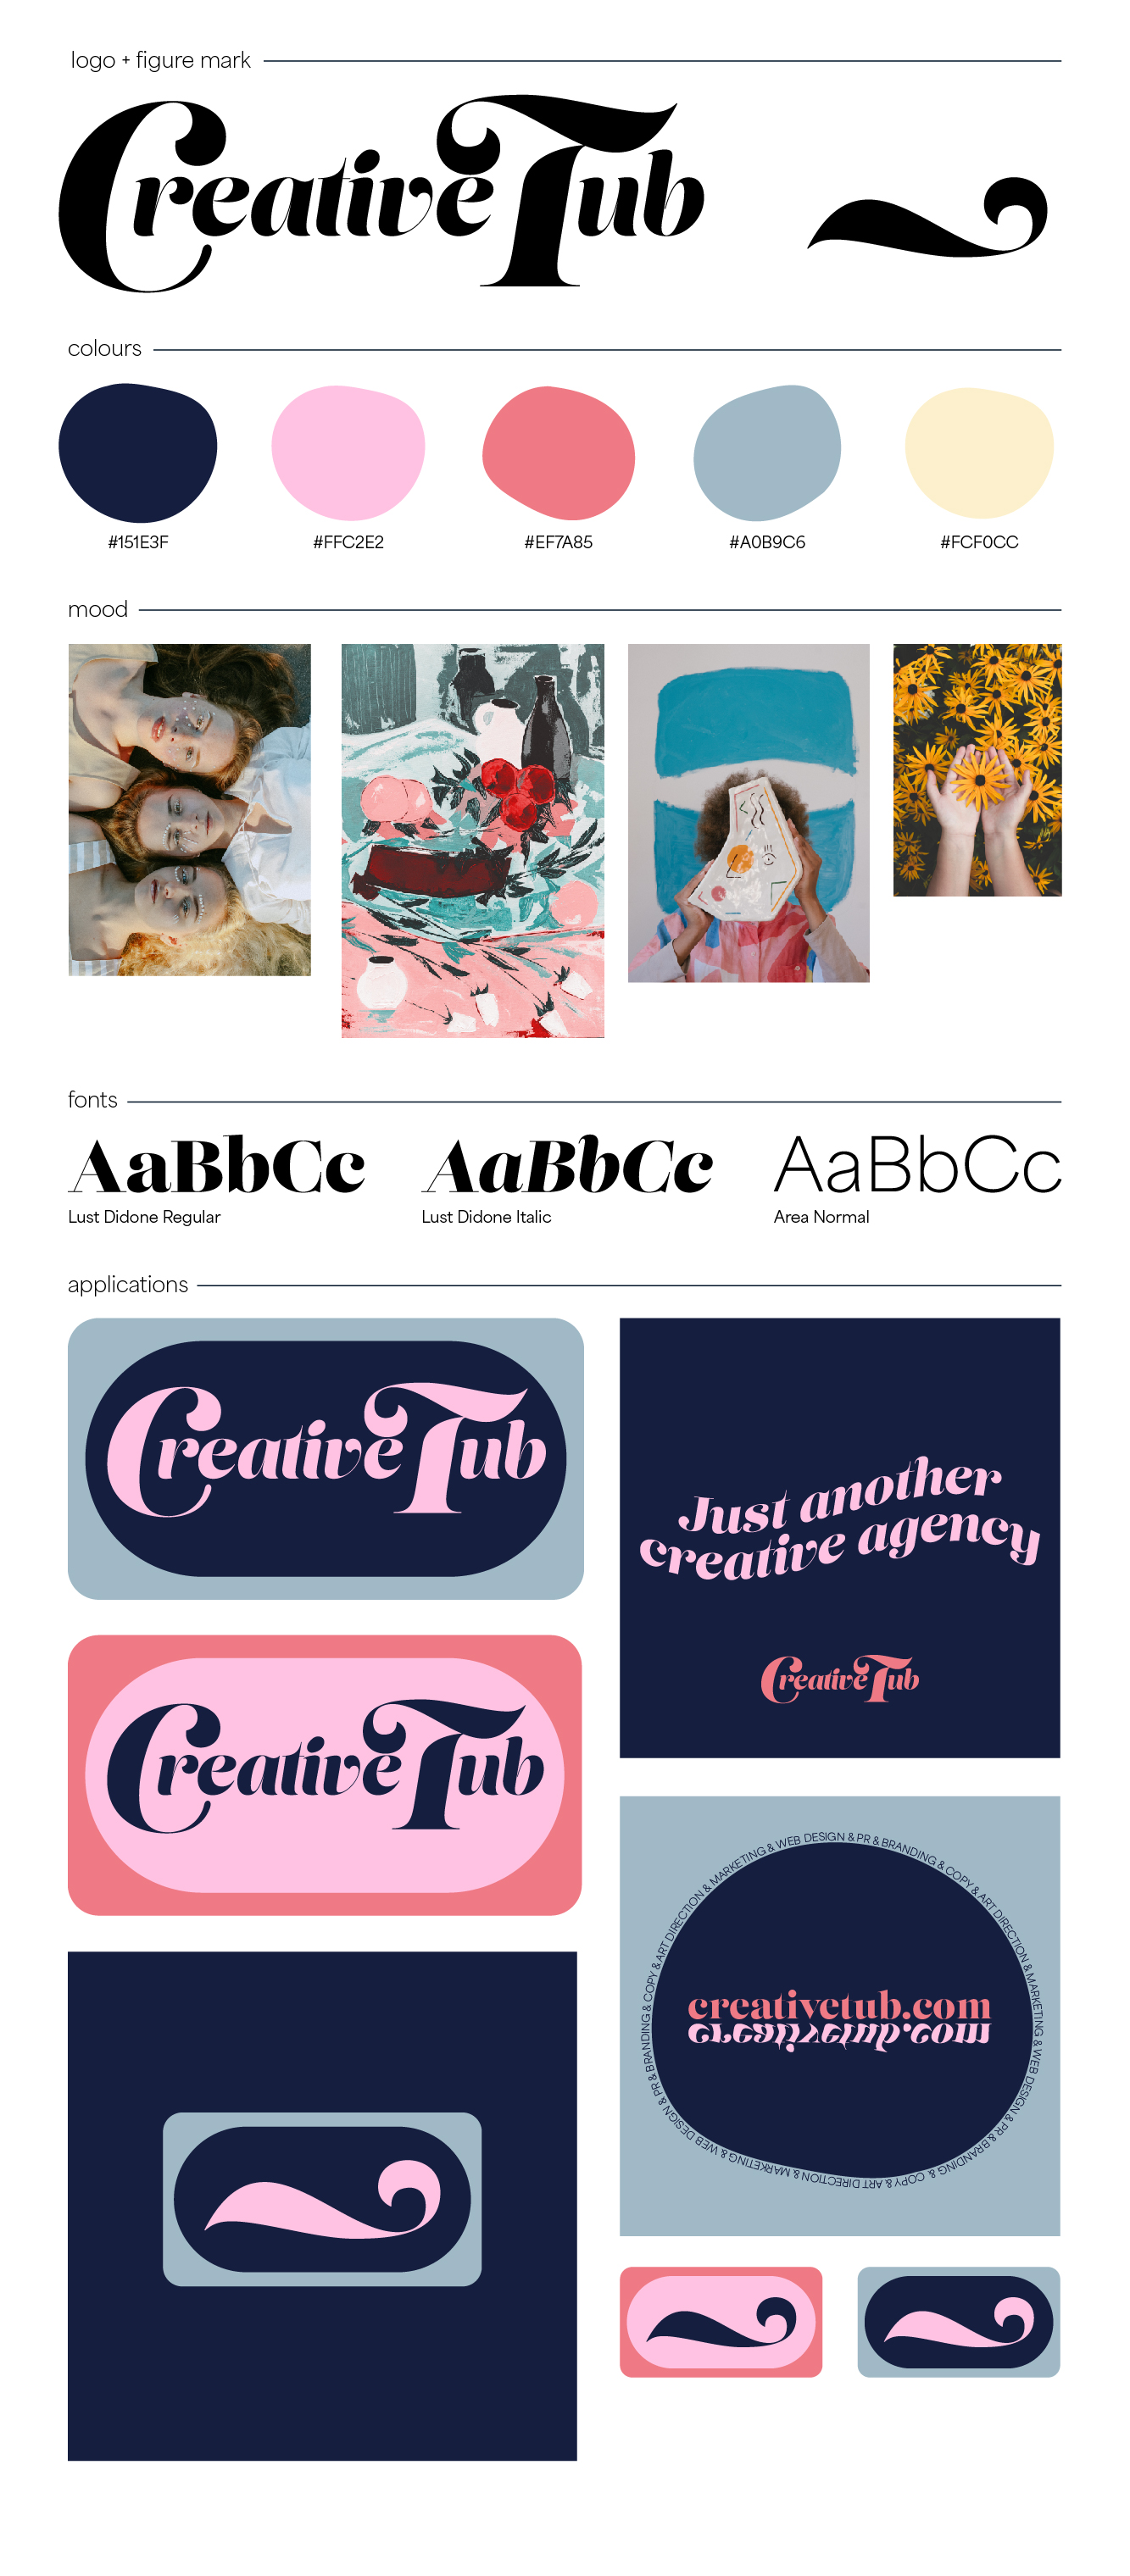 logo + figure mark
CreativeTub
colours
#151E3F
#FFC2E2
#EF7A85
#A0B9C6
#FCF0CC
mood
fonts
AaBbCc
AaBbCc
AaBbCc
Lust Didone Regular
Lust Didone Italic
Area Normal
applications
CreativeTub
Just another
creative agency
CreativeTub
CreativeTub
& MARKETING & WEB DESIGN & PR & BRANDING & COPY & ART DIRECTION & MARKETING & WEB DESIGN & PR & BRANDING & COPY & ART DIRECTION & MARKETING & WEB DESIGN & PR & BRANDING & COPY & ART DIRECTION
creativetub.com
creativetub.com